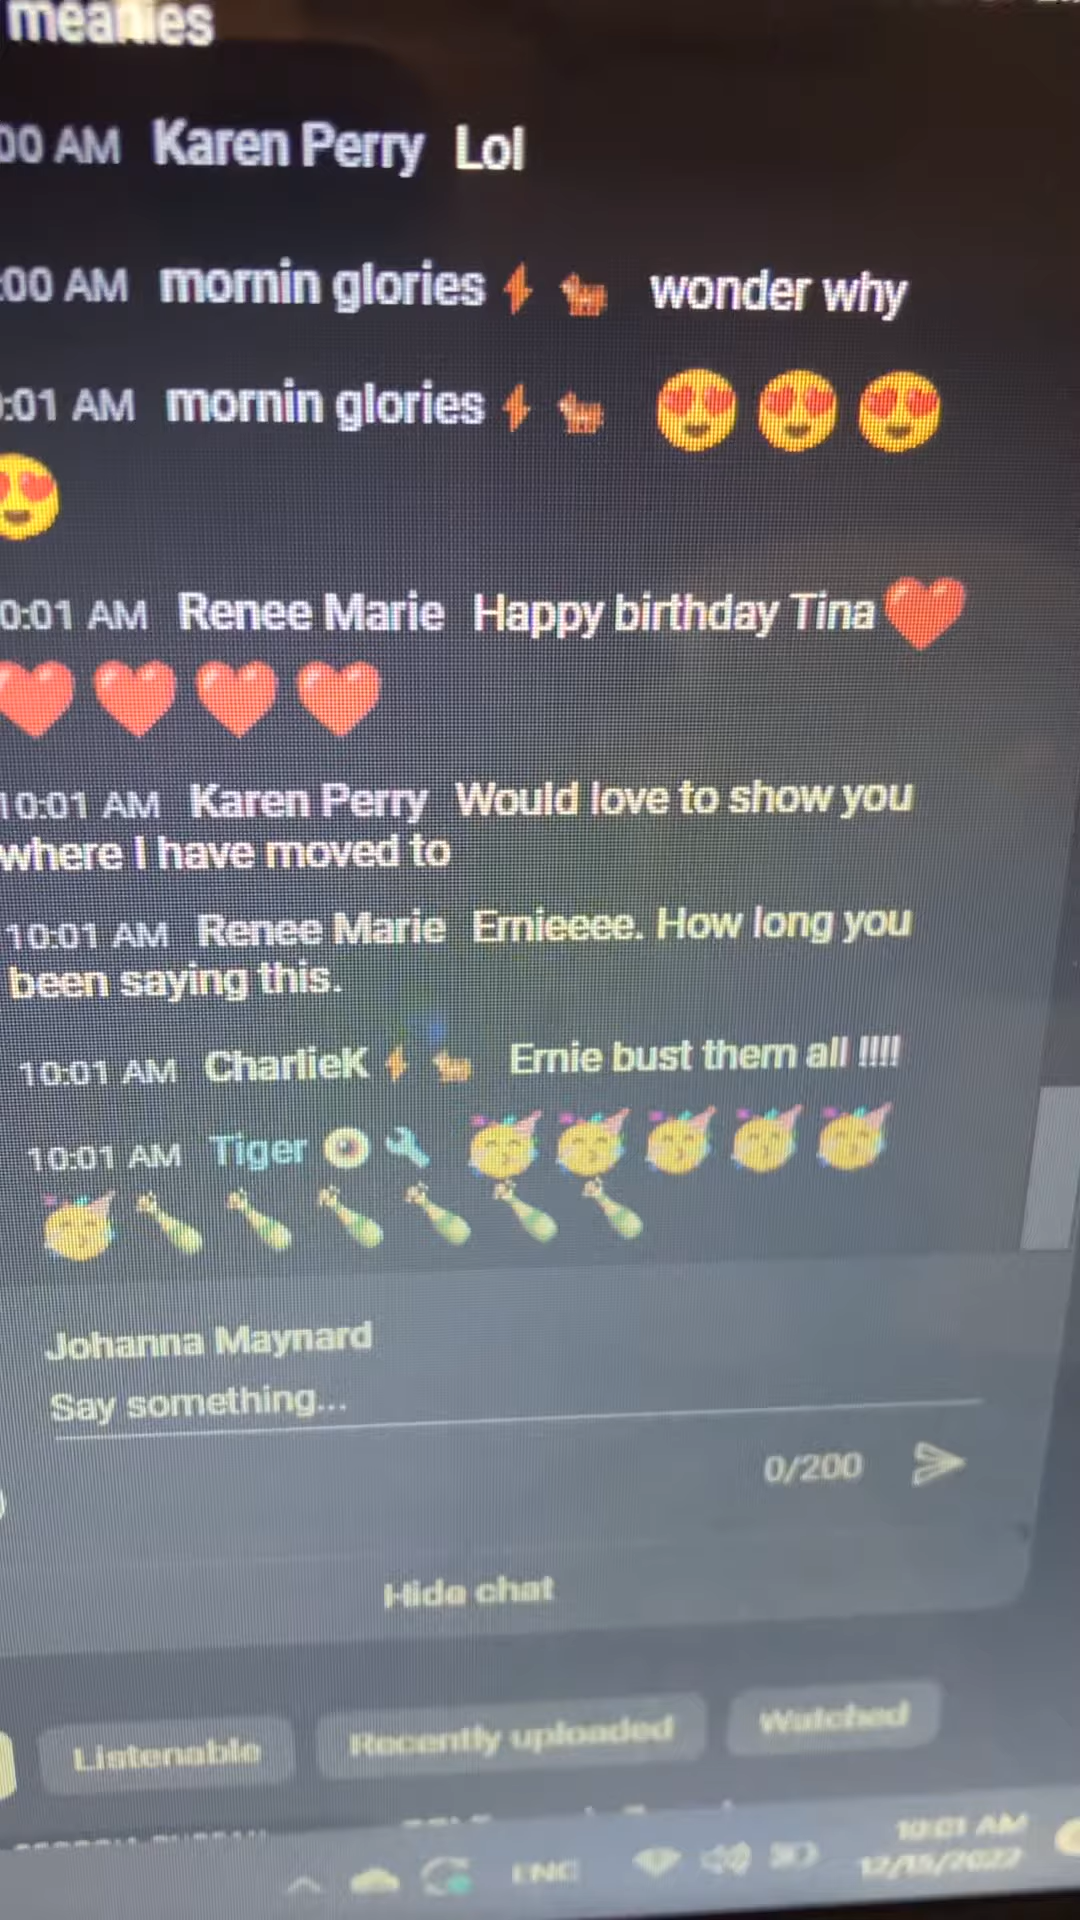 meanies
00 AM Karen Perry Lol
:00 AM mornin glories⚡🐕 wonder why
:01 AM mornin glories⚡🐕 😍😍😍
😍
0:01 AM Renee Marie Happy birthday Tina❤️
❤️❤️❤️❤️
10:01 AM Karen Perry Would love to show you
where I have moved to
10:01 AM Renee Marie Ernieeee. How long you
been saying this.
10:01 AM CharlieK⚡🐕 Ernie bust them all !!!!
10:01 AM Tiger 🔧 🥳🥳🥳🥳🥳
🥳🍾🍾🍾🍾🍾🍾
Johanna Maynard
Say something...
0/200
Hide chat
Listenable Recently uploaded Watched
10:01 AM
ENG
12/15/2022